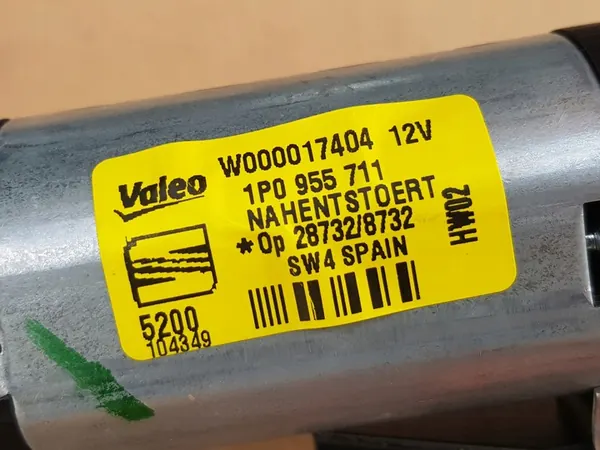 W000017404 12V
Valeo
1P0 955 711
NAHENTSTOERT
*Op 28732/8732
SW4 SPAIN
HW02
5200
104349